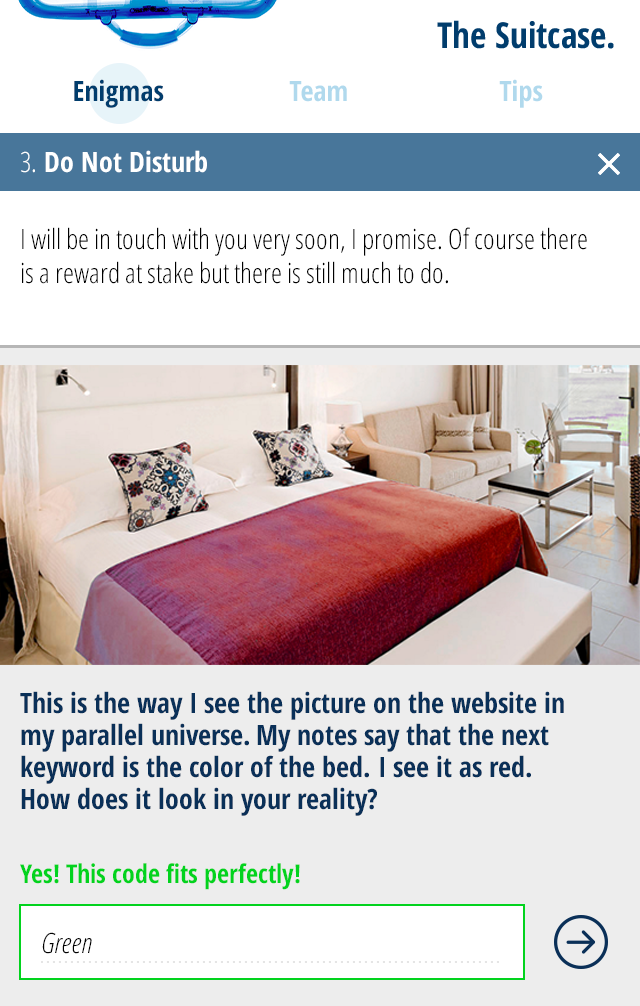 The Suitcase.
Enigmas Team Tips
3. Do Not Disturb
I will be in touch with you very soon, I promise. Of course there
is a reward at stake but there is still much to do.
This is the way I see the picture on the website in
my parallel universe. My notes say that the next
keyword is the color of the bed. I see it as red.
How does it look in your reality?
Yes! This code fits perfectly!
Green